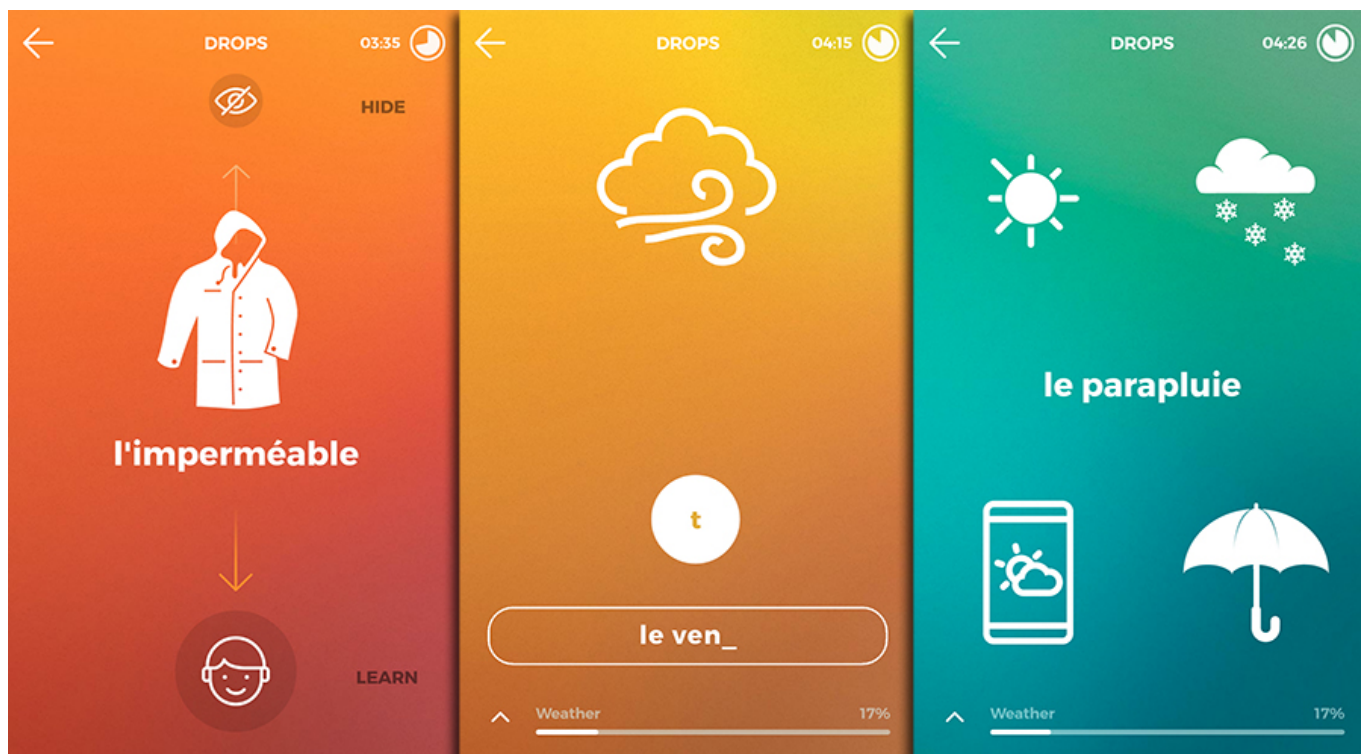 DROPS
03:35
HIDE
l'imperméable
LEARN
DROPS
04:15
t
le ven_
Weather
17%
DROPS
04:26
le parapluie
Weather
17%